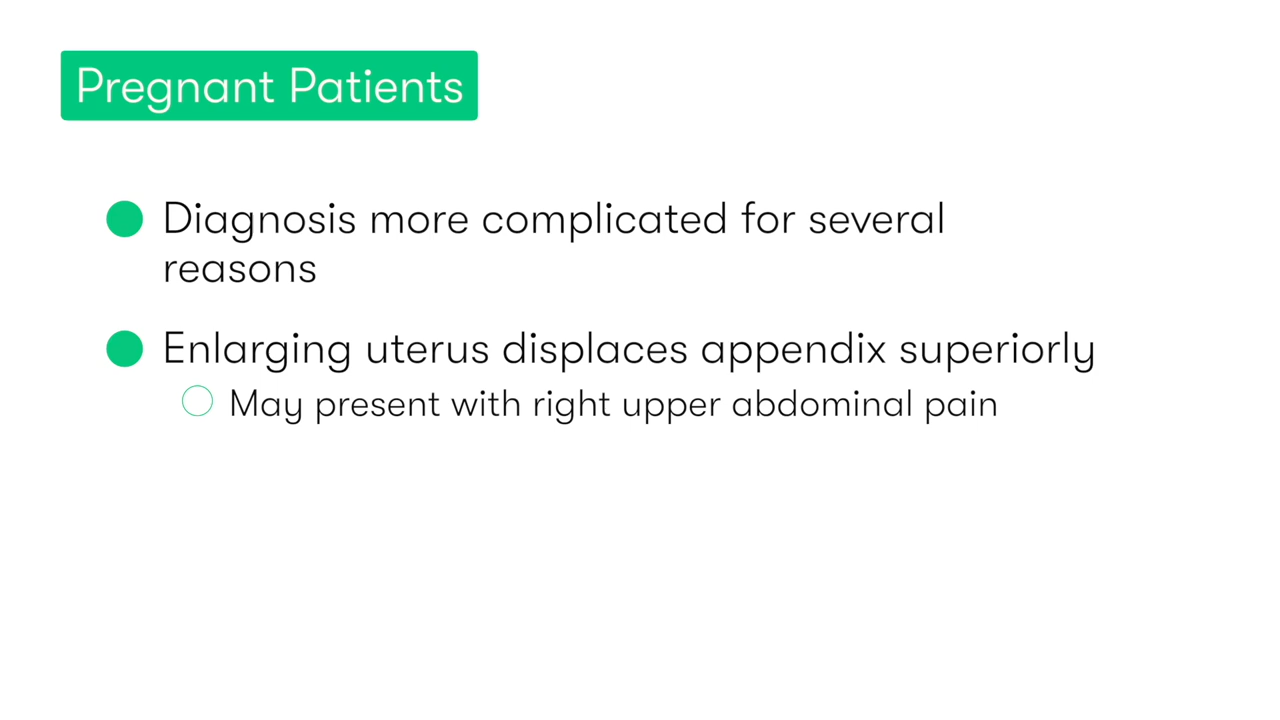 Pregnant Patients
Diagnosis more complicated for several
reasons
Enlarging uterus displaces appendix superiorly
May present with right upper abdominal pain